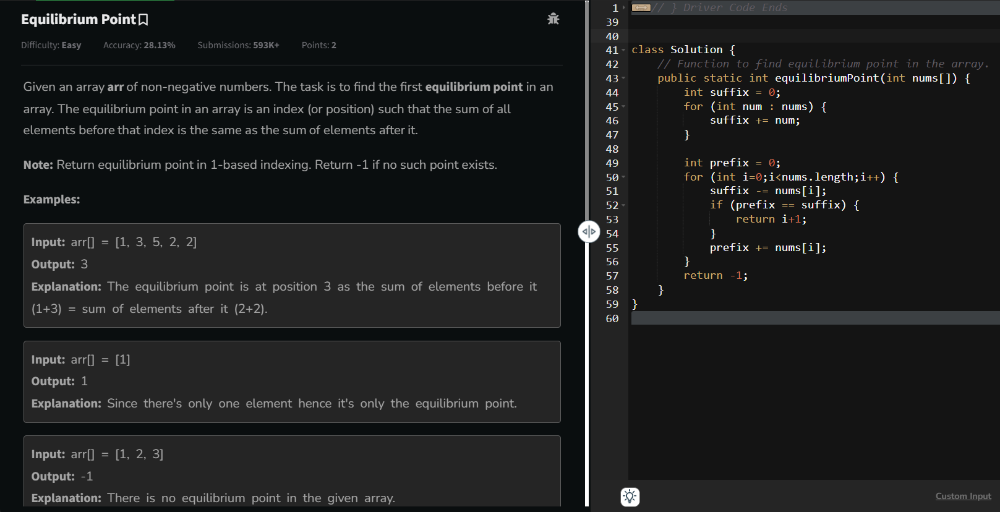 Equilibrium Point
Difficulty: Easy Accuracy: 28.13% Submissions: 593K+ Points: 2
Given an array arr of non-negative numbers. The task is to find the first equilibrium point in an
array. The equilibrium point in an array is an index (or position) such that the sum of all
elements before that index is the same as the sum of elements after it.
Note: Return equilibrium point in 1-based indexing. Return -1 if no such point exists.
Examples:
Input: arr[] = [1, 3, 5, 2, 2]
Output: 3
Explanation: The equilibrium point is at position 3 as the sum of elements before it
(1+3) = sum of elements after it (2+2).
Input: arr[] = [1]
Output: 1
Explanation: Since there's only one element hence it's only the equilibrium point.
Input: arr[] = [1, 2, 3]
Output: -1
Explanation: There is no equilibrium point in the given array.
1 // } Driver Code Ends
39
40
41 class Solution {
42 // Function to find equilibrium point in the array.
43 public static int equilibriumPoint(int nums[]) {
44 int suffix = 0;
45 for (int num : nums) {
46 suffix += num;
47 }
48
49 int prefix = 0;
50 for (int i=0;i<nums.length;i++) {
51 suffix -= nums[i];
52 if (prefix == suffix) {
53 return i+1;
54 }
55 prefix += nums[i];
56 }
57 return -1;
58 }
59 }
60
Custom Input